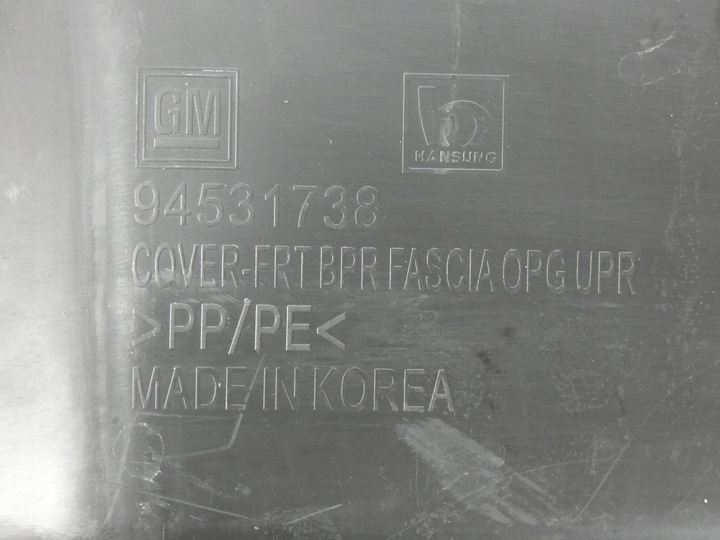 GM
HANSUNG
94531738
COVER-FRT BPR FASCIA OPG UPR
>PP/PE<
MADE IN KOREA